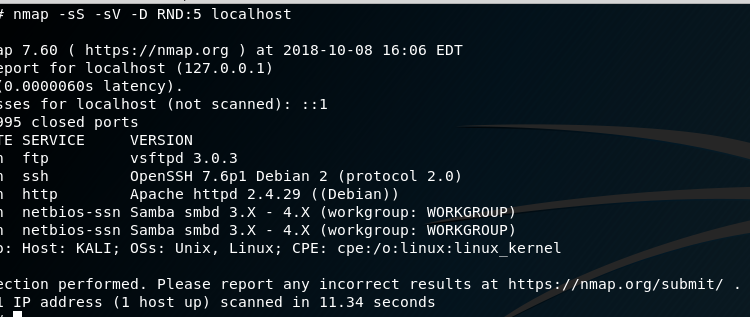 # nmap -sS -sV -D RND:5 localhost
ap 7.60 ( https://nmap.org ) at 2018-10-08 16:06 EDT
eport for localhost (127.0.0.1)
(0.0000060s latency).
sses for localhost (not scanned): ::1
995 closed ports
TE SERVICE     VERSION
n  ftp         vsftpd 3.0.3
n  ssh         OpenSSH 7.6p1 Debian 2 (protocol 2.0)
n  http        Apache httpd 2.4.29 ((Debian))
n  netbios-ssn Samba smbd 3.X - 4.X (workgroup: WORKGROUP)
n  netbios-ssn Samba smbd 3.X - 4.X (workgroup: WORKGROUP)
o: Host: KALI; OSs: Unix, Linux; CPE: cpe:/o:linux:linux_kernel
ection performed. Please report any incorrect results at https://nmap.org/submit/ .
1 IP address (1 host up) scanned in 11.34 seconds